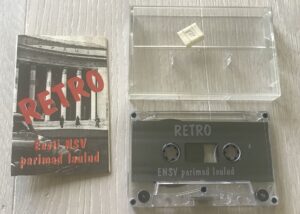 RETRO
Eesti NSV
parimad laulud
RETRO
ENSV parimad laulud